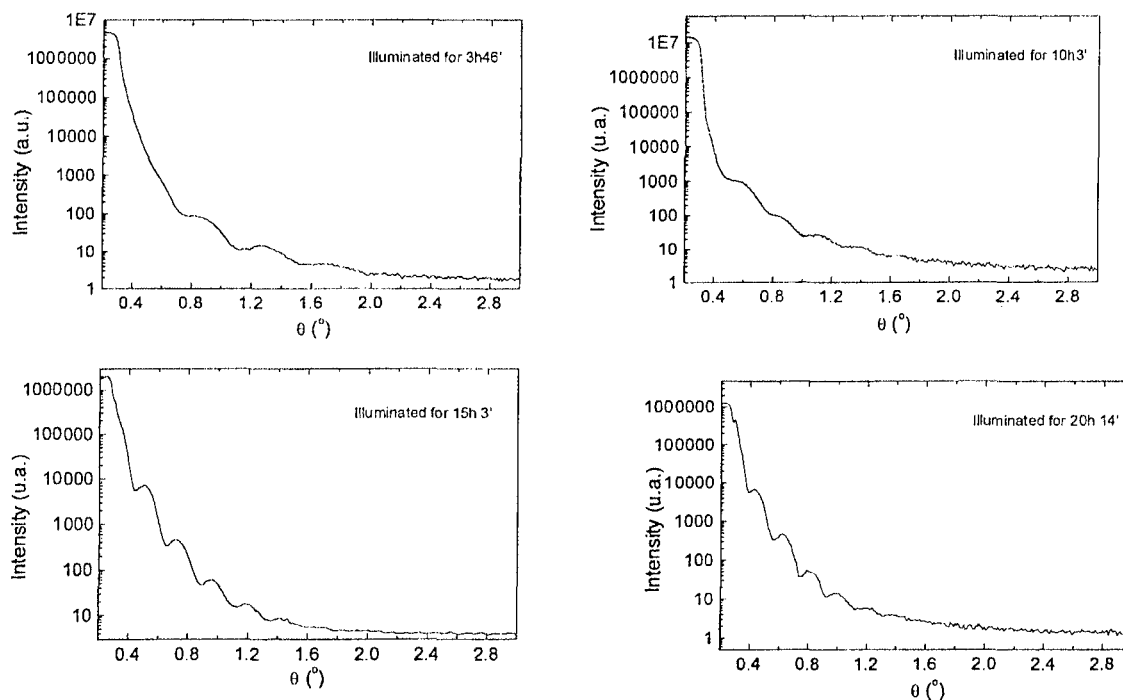 1E7
1000000
100000
10000
1000
100
10
1
Intensity (a.u.)
Illuminated for 3h46'
0.4 0.8 1.2 1.6 2.0 2.4 2.8
θ (°)
1E7
1000000
100000
10000
1000
100
10
1
Intensity (u.a.)
Illuminated for 10h3'
0.4 0.8 1.2 1.6 2.0 2.4 2.8
θ (°)
1000000
100000
10000
1000
100
10
Intensity (u.a.)
Illuminated for 15h 3'
0.4 0.8 1.2 1.6 2.0 2.4 2.8
θ (°)
1000000
100000
10000
1000
100
10
1
Intensity (u.a.)
Illuminated for 20h 14'
0.4 0.8 1.2 1.6 2.0 2.4 2.8
θ (°)